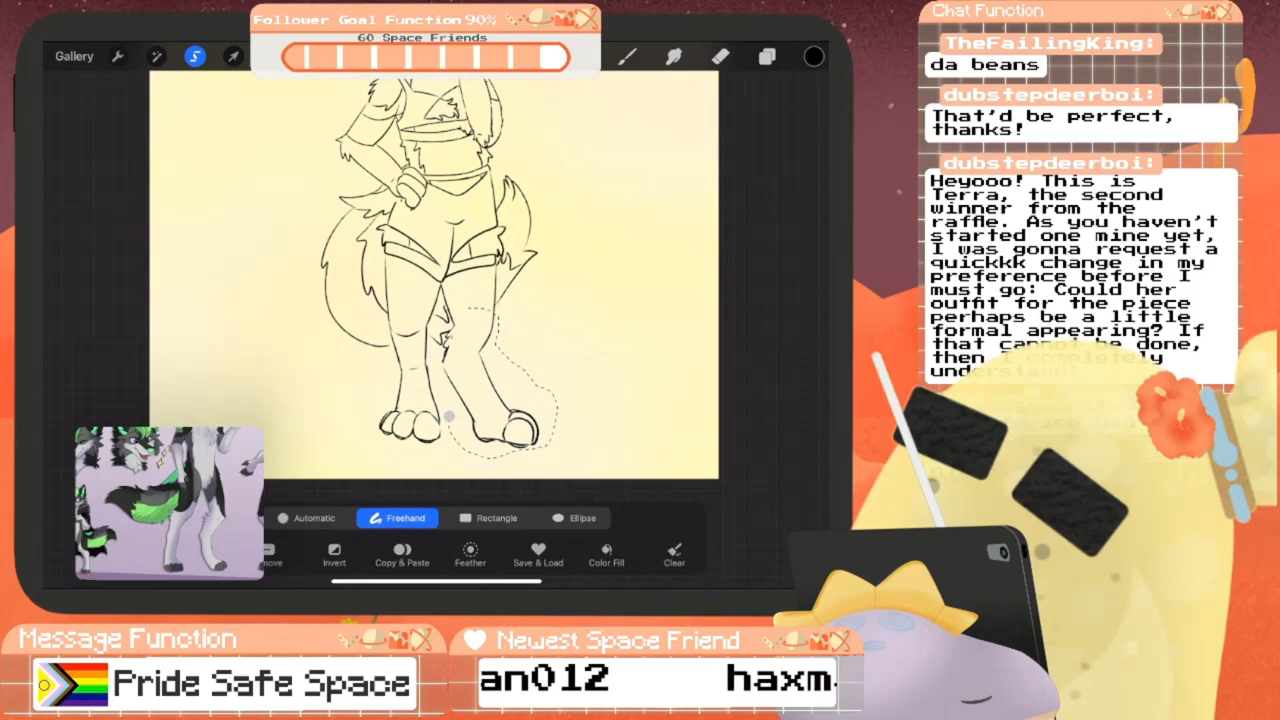 Follower Goal Function 90%
60 Space Friends
Gallery
Automatic
Freehand
Rectangle
Ellipse
Invert
Copy & Paste
Feather
Save & Load
Color Fill
Clear
Chat Function
TheFailingKing:
da beans
dubstepdeerboi:
That'd be perfect,
thanks!
dubstepdeerboi:
Heyooo! This is
Terra, the second
winner from the
raffle. As you haven't
started one mine yet,
I was gonna request a
quickkk change in my
preference before I
must go: Could her
outfit for the piece
perhaps be a little
formal appearing? If
that cannot be done,
then I completely
Message Function
Pride Safe Space
Newest Space Friend
an012 haxm